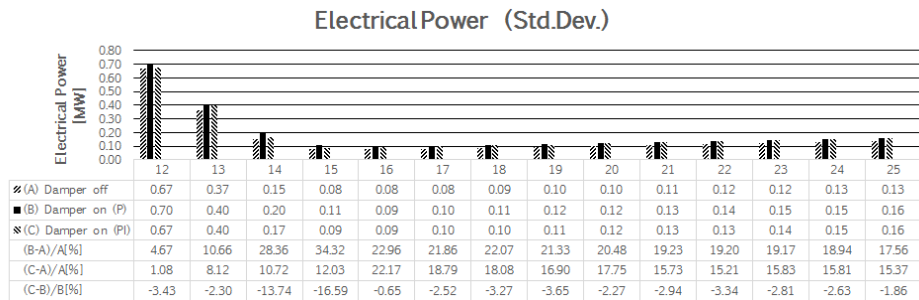 Electrical Power (Std.Dev.)
Electrical Power
[MW]
0.80
0.70
0.60
0.50
0.40
0.30
0.20
0.10
0.00
12 13 14 15 16 17 18 19 20 21 22 23 24 25
(A) Damper off 0.67 0.37 0.15 0.08 0.08 0.08 0.09 0.10 0.10 0.11 0.12 0.12 0.13 0.13
(B) Damper on (P) 0.70 0.40 0.20 0.11 0.09 0.10 0.11 0.12 0.12 0.13 0.14 0.15 0.15 0.16
(C) Damper on (PI) 0.67 0.40 0.17 0.09 0.09 0.10 0.10 0.11 0.12 0.13 0.13 0.14 0.15 0.16
(B-A)/A[%] 4.67 10.66 28.36 34.32 22.96 21.86 22.07 21.33 20.48 19.23 19.20 19.17 18.94 17.56
(C-A)/A[%] 1.08 8.12 10.72 12.03 22.17 18.79 18.08 16.90 17.75 15.73 15.21 15.83 15.81 15.37
(C-B)/B[%] -3.43 -2.30 -13.74 -16.59 -0.65 -2.52 -3.27 -3.65 -2.27 -2.94 -3.34 -2.81 -2.63 -1.86